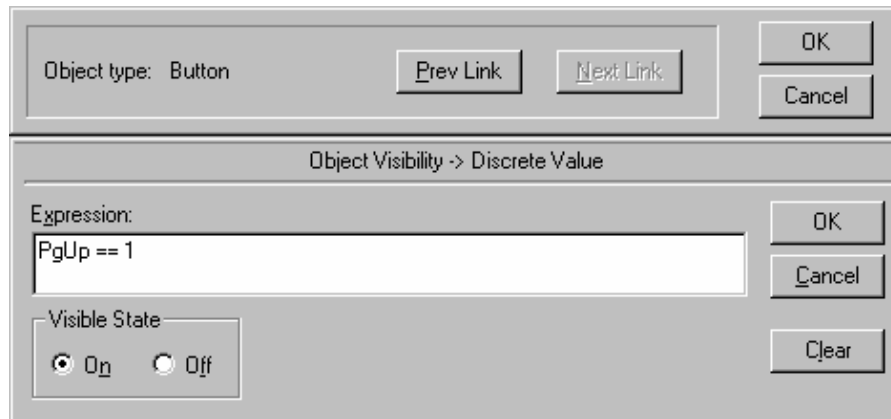 Object type: Button
Prev Link
Next Link
OK
Cancel
Object Visibility -> Discrete Value
Expression:
PgUp == 1
OK
Cancel
Visible State
On
Off
Clear